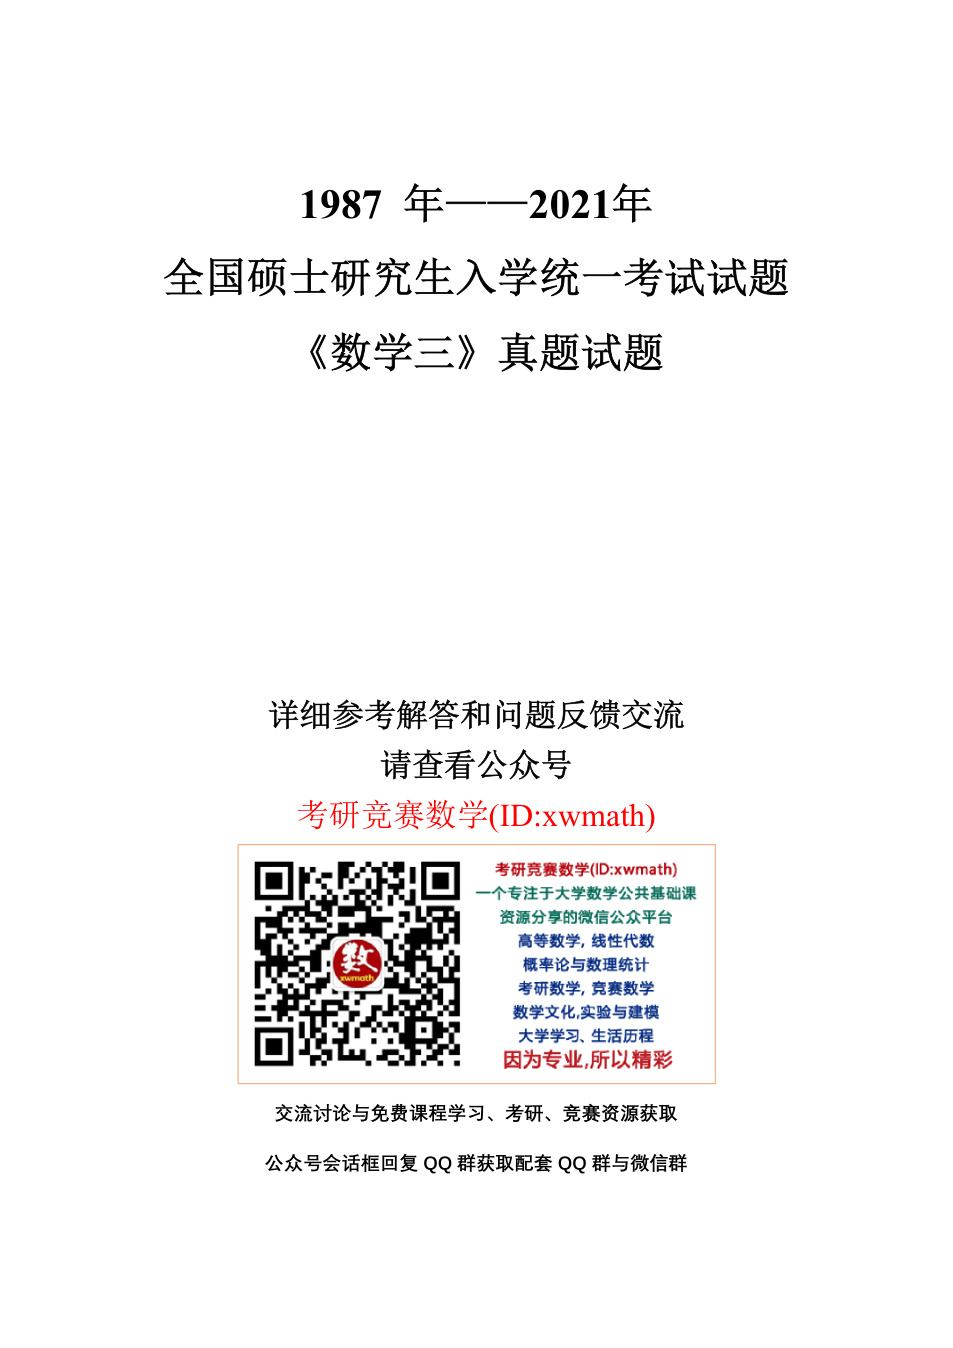 1987 年——2021年
全国硕士研究生入学统一考试试题
《数学三》真题试题
详细参考解答和问题反馈交流
请查看公众号
考研竞赛数学(ID:xwmath)
考研竞赛数学(ID:xwmath)
一个专注于大学数学公共基础课
资源分享的微信公众平台
高等数学, 线性代数
概率论与数理统计
考研数学, 竞赛数学
数学文化,实验与建模
大学学习、生活历程
因为专业,所以精彩
数
xwmath
交流讨论与免费课程学习、考研、竞赛资源获取
公众号会话框回复 QQ 群获取配套 QQ 群与微信群